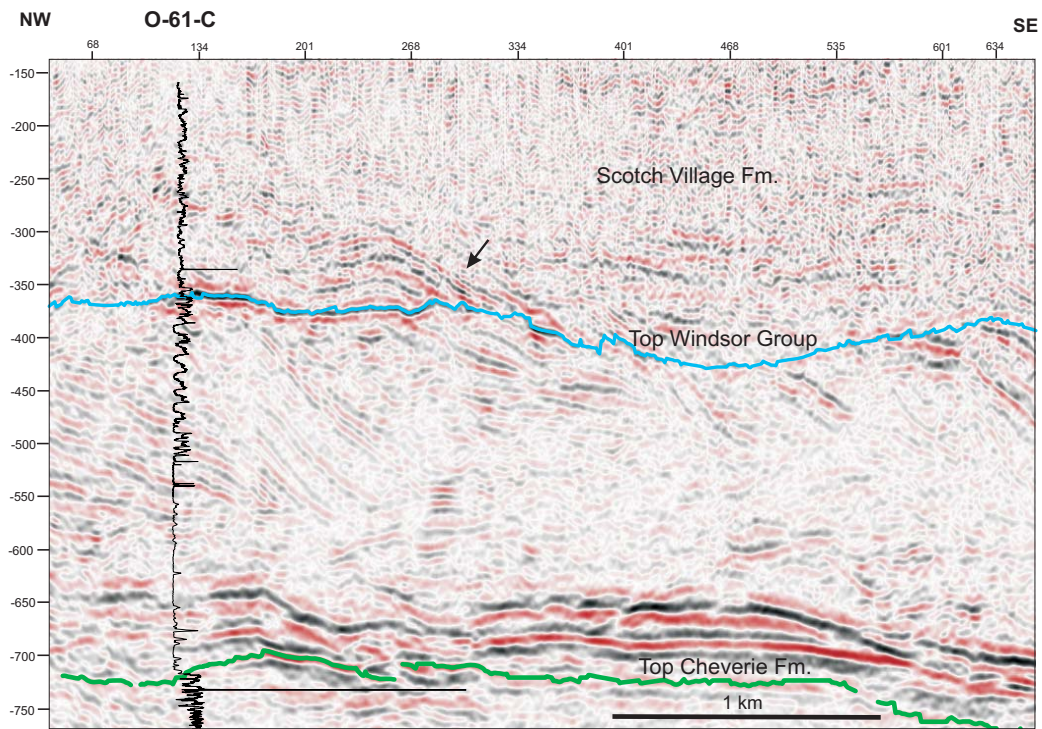 NW O-61-C SE
68 134 201 268 334 401 468 535 601 634
-150
-200
Scotch Village Fm.
-250
-300
-350
Top Windsor Group
-400
-450
-500
-550
-600
-650
Top Cheverie Fm.
-700
1 km
-750